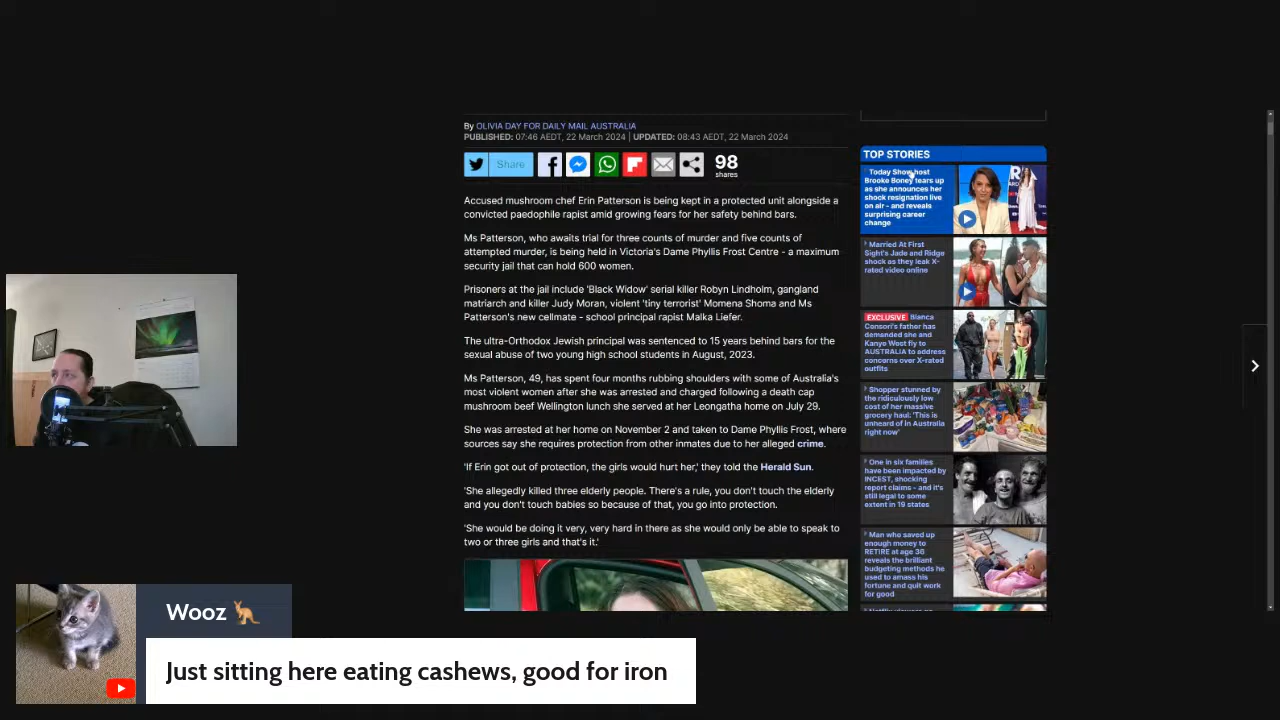 By OLIVIA DAY FOR DAILY MAIL AUSTRALIA
PUBLISHED: 07:46 AEDT, 22 March 2024 | UPDATED: 08:43 AEDT, 22 March 2024
Share
98
shares
Accused mushroom chef Erin Patterson is being kept in a protected unit alongside a
convicted paedophile rapist amid growing fears for her safety behind bars.
Ms Patterson, who awaits trial for three counts of murder and five counts of
attempted murder, is being held in Victoria's Dame Phyllis Frost Centre - a maximum
security jail that can hold 600 women.
Prisoners at the jail include 'Black Widow' serial killer Robyn Lindholm, gangland
matriarch and killer Judy Moran, violent 'tiny terrorist' Momena Shoma and Ms
Patterson's new cellmate - school principal rapist Malka Liefer.
The ultra-Orthodox Jewish principal was sentenced to 15 years behind bars for the
sexual abuse of two young high school students in August, 2023.
Ms Patterson, 49, has spent four months rubbing shoulders with some of Australia's
most violent women after she was arrested and charged following a death cap
mushroom beef Wellington lunch she served at her Leongatha home on July 29.
She was arrested at her home on November 2 and taken to Dame Phyllis Frost, where
sources say she requires protection from other inmates due to her alleged crime.
'If Erin got out of protection, the girls would hurt her,' they told the Herald Sun.
'She allegedly killed three elderly people. There's a rule, you don't touch the elderly
and you don't touch babies so because of that, you go into protection.
'She would be doing it very, very hard in there as she would only be able to speak to
two or three girls and that's it.'
TOP STORIES
Today Show host
Brooke Boney tears up
as she announces her
shock resignation live
on air - and reveals
surprising career
change
Married At First
Sight's Jade and Ridge
shock as they leak X-
rated video online
EXCLUSIVE Bianca
Censori's father has
demanded she and
Kanye West fly to
AUSTRALIA to address
concerns over X-rated
outfits
Shopper stunned by
the ridiculously low
cost of her massive
grocery haul: 'This is
unheard of in Australia
right now'
One in six families
have been impacted by
INCEST, shocking
report claims - and it's
still legal to some
extent in 19 states
Man who saved up
enough money to
RETIRE at age 36
reveals the brilliant
budgeting methods he
used to amass his
fortune and quit work
for good
Wooz 🦘
Just sitting here eating cashews, good for iron